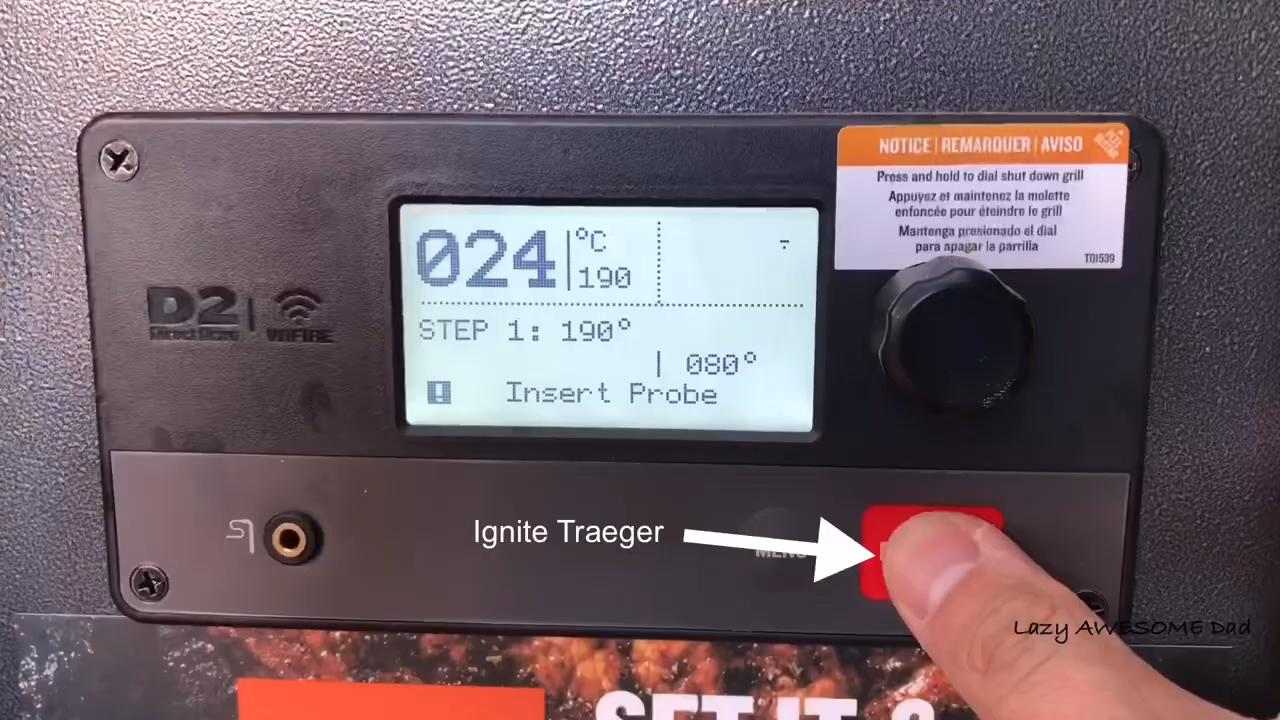 NOTICE | REMARQUER | AVISO
Press and hold to dial shut down grill
Appuyez et maintenez la molette
enfoncée pour éteindre le grill
Mantenga presionado el dial
para apagar la parrilla
T01539
024
°C
190
STEP 1: 190°
080°
Insert Probe
D2
Direct Drive
WiFIRE
Ignite Traeger
MENU
Lazy AWESOME Dad
SET IT &